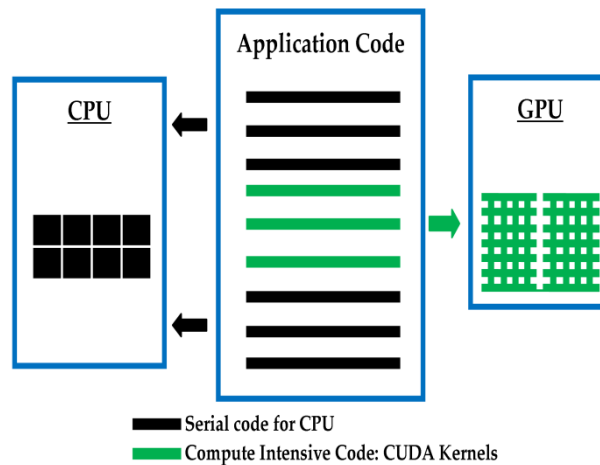 Application Code
CPU
GPU
Serial code for CPU
Compute Intensive Code: CUDA Kernels